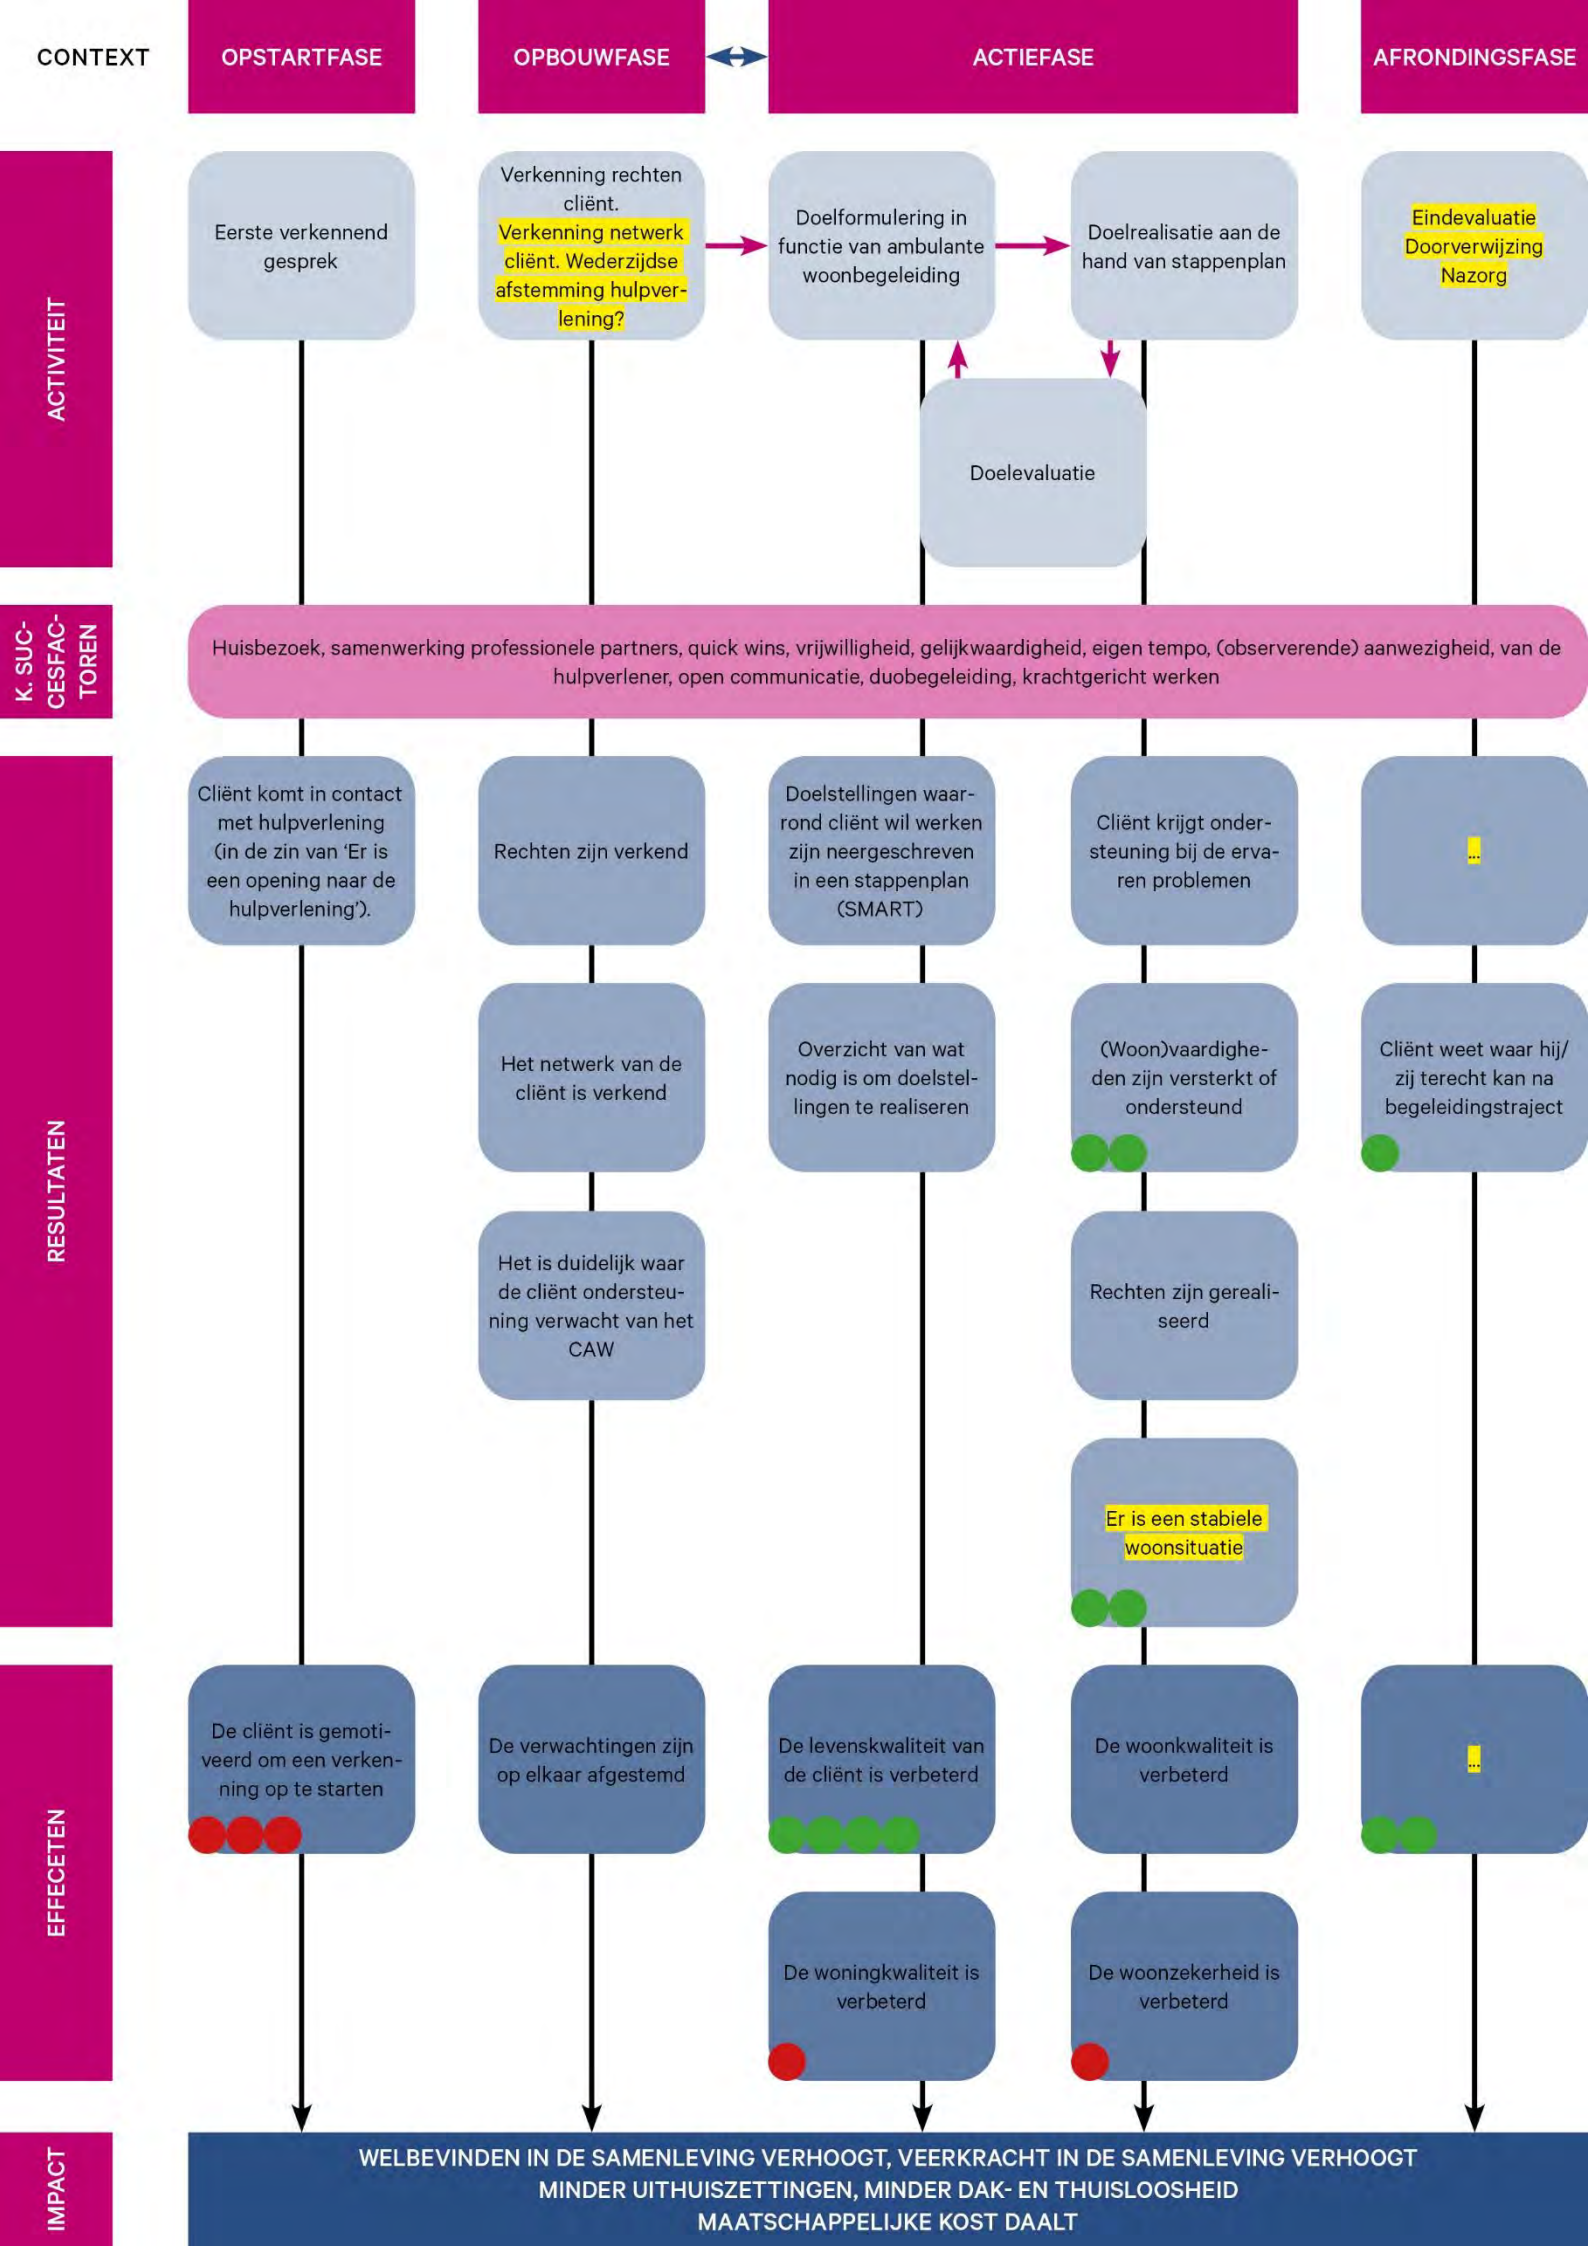 CONTEXT
OPSTARTFASE
OPBOUWFASE
ACTIEFASE
AFRONDINGSFASE
ACTIVITEIT
Eerste verkennend
gesprek
Verkenning rechten
cliënt.
Verkenning netwerk
cliënt. Wederzijdse
afstemming hulpver-
lening?
Doelformulering in
functie van ambulante
woonbegeleiding
Doelrealisatie aan de
hand van stappenplan
Eindevaluatie
Doorverwijzing
Nazorg
Doelevaluatie
K. SUC-
CESFAC-
TOREN
Huisbezoek, samenwerking professionele partners, quick wins, vrijwilligheid, gelijkwaardigheid, eigen tempo, (observerende) aanwezigheid, van de
hulpverlener, open communicatie, duobegeleiding, krachtgericht werken
RESULTATEN
Cliënt komt in contact
met hulpverlening
(in de zin van ‘Er is
een opening naar de
hulpverlening’).
Rechten zijn verkend
Doelstellingen waar-
rond cliënt wil werken
zijn neergeschreven
in een stappenplan
(SMART)
Cliënt krijgt onder-
steuning bij de erva-
ren problemen
...
Het netwerk van de
cliënt is verkend
Overzicht van wat
nodig is om doelstel-
lingen te realiseren
(Woon)vaardighe-
den zijn versterkt of
ondersteund
Cliënt weet waar hij/
zij terecht kan na
begeleidingstraject
Het is duidelijk waar
de cliënt ondersteu-
ning verwacht van het
CAW
Rechten zijn gereali-
seerd
Er is een stabiele
woonsituatie
EFFECETEN
De cliënt is gemoti-
veerd om een verken-
ning op te starten
De verwachtingen zijn
op elkaar afgestemd
De levenskwaliteit van
de cliënt is verbeterd
De woonkwaliteit is
verbeterd
...
De woningkwaliteit is
verbeterd
De woonzekerheid is
verbeterd
IMPACT
WELBEVINDEN IN DE SAMENLEVING VERHOOGT, VEERKRACHT IN DE SAMENLEVING VERHOOGT
MINDER UITHUISZETTINGEN, MINDER DAK- EN THUISLOOSHEID
MAATSCHAPPELIJKE KOST DAALT